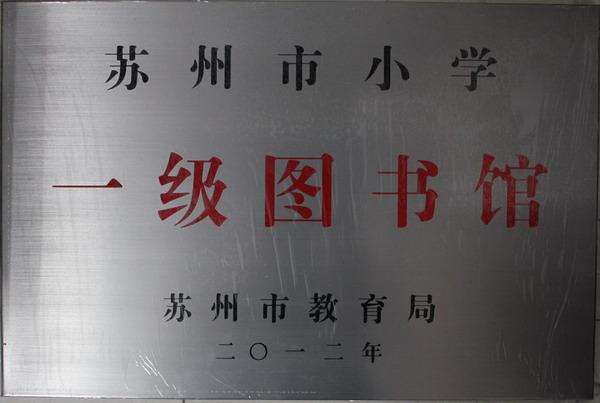 苏州市小学
一级图书馆
苏州市教育局
二〇一二年